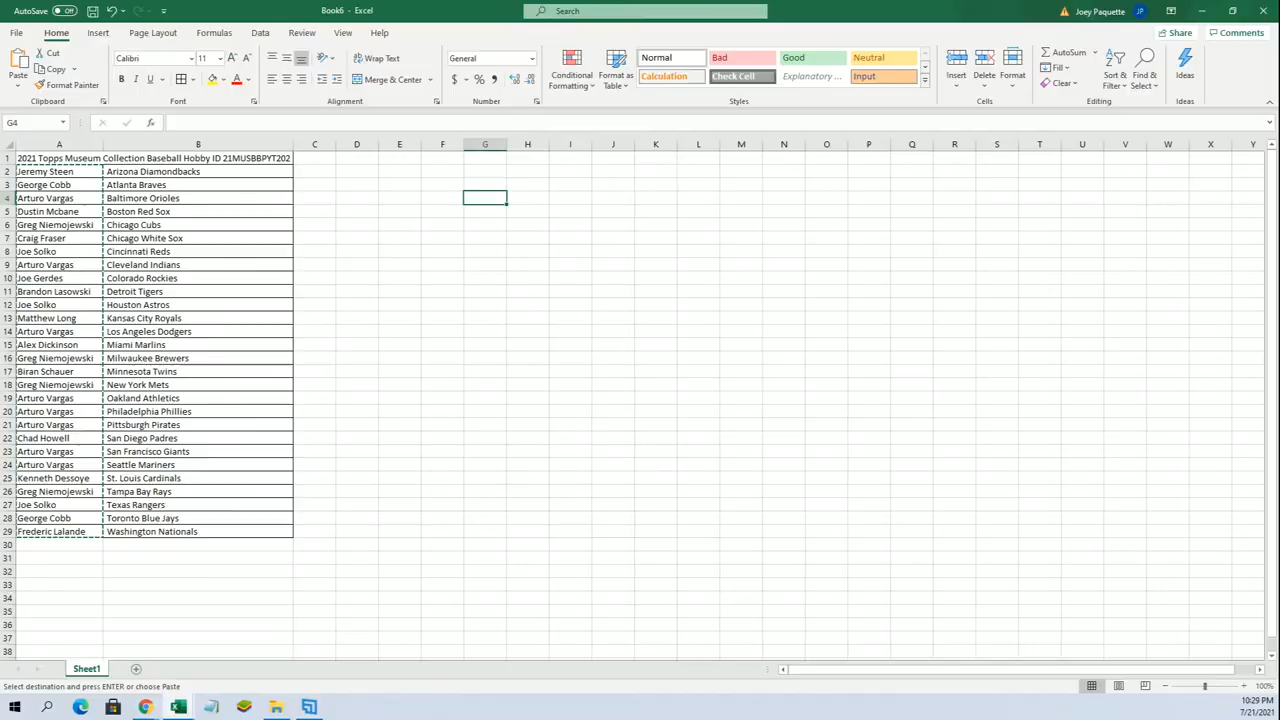 AutoSave Off Book6 - Excel Search Joey Paquette JP
File Home Insert Page Layout Formulas Data Review View Help Share Comments
Cut Calibri 11 Wrap Text General Normal Bad Good Neutral AutoSum
Paste Copy Conditional Format as Insert Delete Format Fill Sort & Find & Ideas
Format Painter B I U Merge & Center $ % Formatting Table Calculation Check Cell Explanatory ... Input Clear Filter Select
Clipboard Font Alignment Number Styles Cells Editing Ideas
G4 fx
A B C D E F G H I J K L M N O P Q R S T U V W X Y
1 2021 Topps Museum Collection Baseball Hobby ID 21MUSBBPYT202
2 Jeremy Steen Arizona Diamondbacks
3 George Cobb Atlanta Braves
4 Arturo Vargas Baltimore Orioles
5 Dustin Mcbane Boston Red Sox
6 Greg Niemojewski Chicago Cubs
7 Craig Fraser Chicago White Sox
8 Joe Solko Cincinnati Reds
9 Arturo Vargas Cleveland Indians
10 Joe Gerdes Colorado Rockies
11 Brandon Lasowski Detroit Tigers
12 Joe Solko Houston Astros
13 Matthew Long Kansas City Royals
14 Arturo Vargas Los Angeles Dodgers
15 Alex Dickinson Miami Marlins
16 Greg Niemojewski Milwaukee Brewers
17 Biran Schauer Minnesota Twins
18 Greg Niemojewski New York Mets
19 Arturo Vargas Oakland Athletics
20 Arturo Vargas Philadelphia Phillies
21 Arturo Vargas Pittsburgh Pirates
22 Chad Howell San Diego Padres
23 Arturo Vargas San Francisco Giants
24 Arturo Vargas Seattle Mariners
25 Kenneth Dessoye St. Louis Cardinals
26 Greg Niemojewski Tampa Bay Rays
27 Joe Solko Texas Rangers
28 George Cobb Toronto Blue Jays
29 Frederic Lalande Washington Nationals
30
31
32
33
34
35
36
37
38
Sheet1
Select destination and press ENTER or choose Paste 100%
10:29 PM
7/21/2021